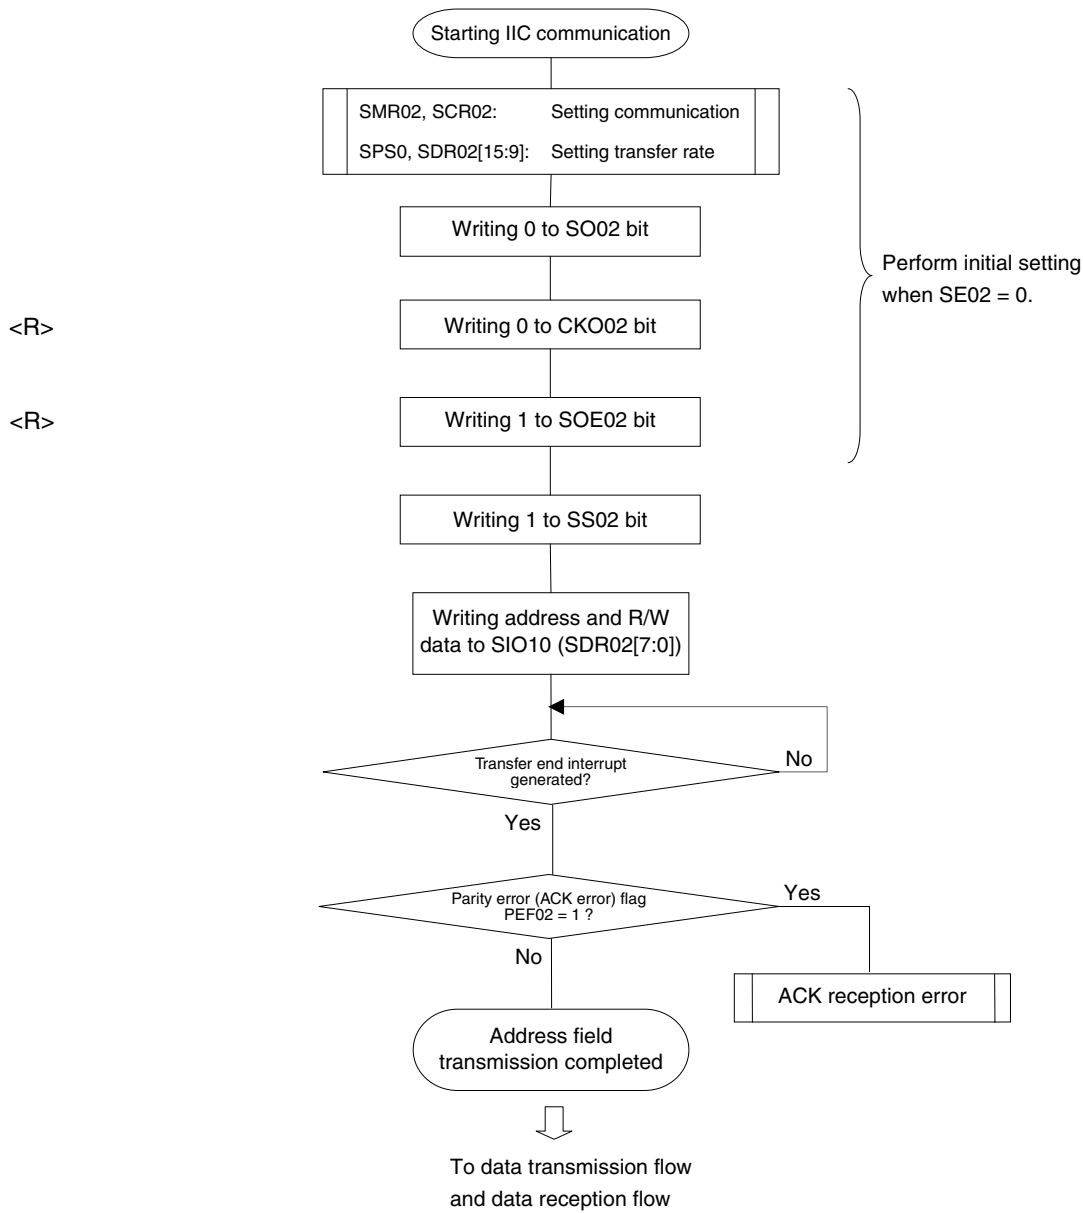 Starting IIC communication
SMR02, SCR02: Setting communication
SPS0, SDR02[15:9]: Setting transfer rate
Writing 0 to SO02 bit
Perform initial setting
when SE02 = 0.
<R>
Writing 0 to CKO02 bit
<R>
Writing 1 to SOE02 bit
Writing 1 to SS02 bit
Writing address and R/W
data to SIO10 (SDR02[7:0])
Transfer end interrupt
generated?
No
Yes
Parity error (ACK error) flag
PEF02 = 1 ?
Yes
No
ACK reception error
Address field
transmission completed
To data transmission flow
and data reception flow